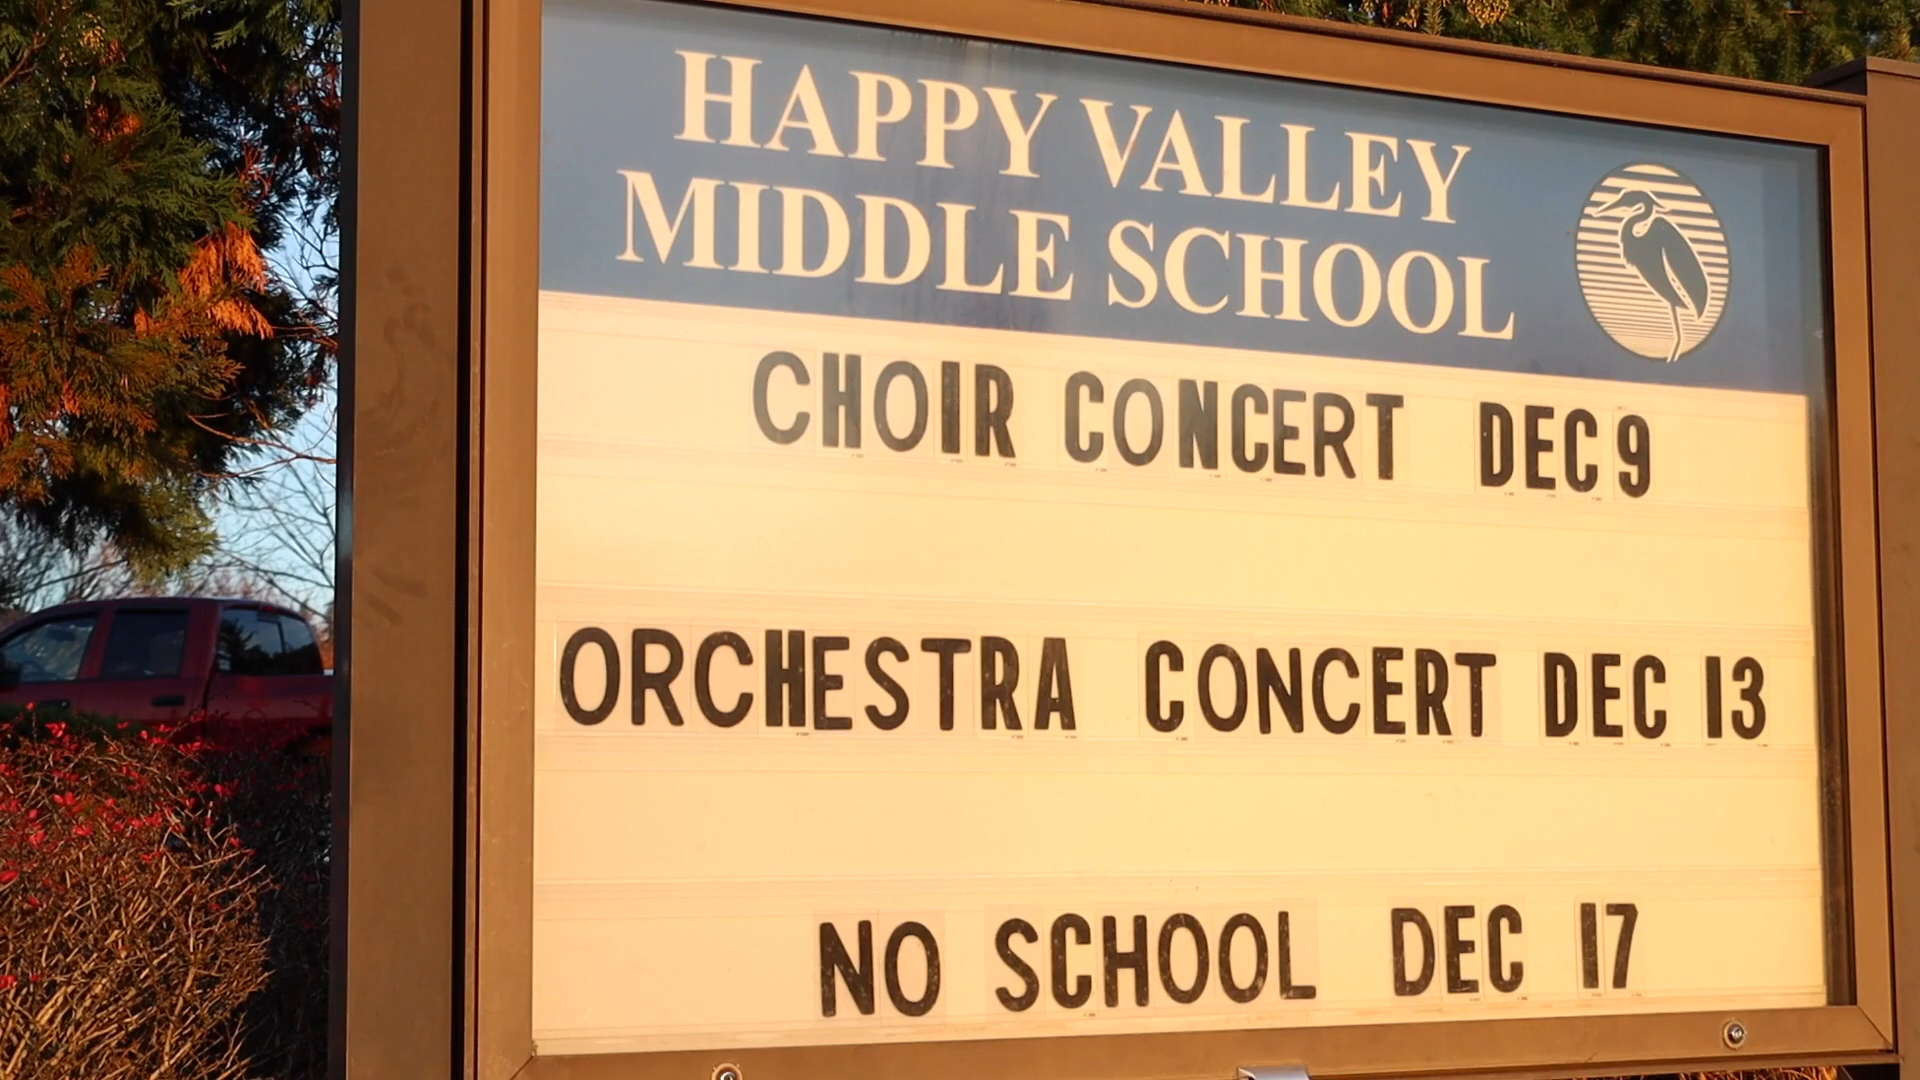 HAPPY VALLEY
MIDDLE SCHOOL
CHOIR CONCERT DEC 9
ORCHESTRA CONCERT DEC 13
NO SCHOOL DEC 17